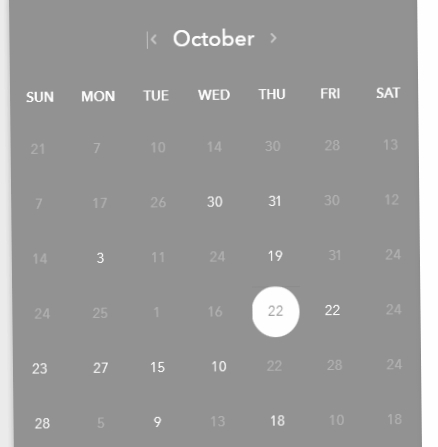 |< October >
SUN MON TUE WED THU FRI SAT
21 7 10 14 30 28 13
7 17 26 30 31 30 12
14 3 11 24 19 31 24
24 25 1 16 22 22 24
23 27 15 10 22 28 24
28 5 9 13 18 10 18